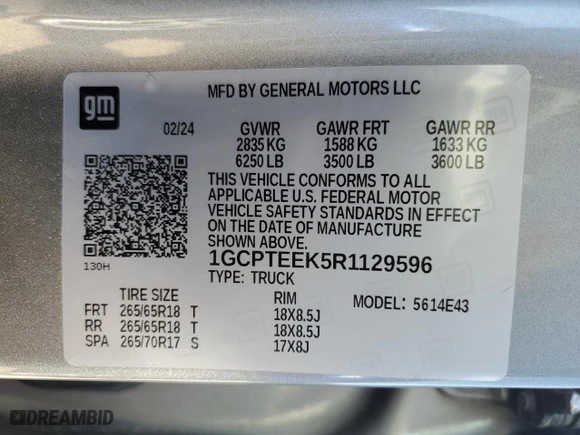 gm
MFD BY GENERAL MOTORS LLC
02/24 GVWR GAWR FRT GAWR RR
2835 KG 1588 KG 1633 KG
6250 LB 3500 LB 3600 LB
THIS VEHICLE CONFORMS TO ALL
APPLICABLE U.S. FEDERAL MOTOR
VEHICLE SAFETY STANDARDS IN EFFECT
ON THE DATE OF MANUFACTURE
SHOWN ABOVE.
130H
1GCPTEEK5R1129596
TYPE: TRUCK
TIRE SIZE RIM MODEL: 5614E43
FRT 265/65R18 T 18X8.5J
RR 265/65R18 T 18X8.5J
SPA 265/70R17 S 17X8J
DREAMBID